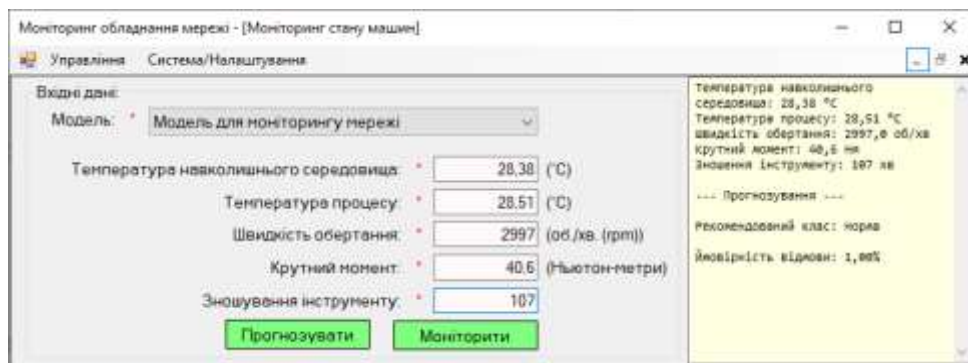 Моніторинг обладнання мережі - [Моніторинг стану машин]
Управління Система/Налаштування
Вхідні дані:
Модель: * Модель для моніторингу мережі
Температура навколишнього середовища: * 28,38 (°C)
Температура процесу: * 28,51 (°C)
Швидкість обертання: * 2997 (об./хв. (rpm))
Крутний момент: * 40,6 (Ньютон-метри)
Зношування інструменту: * 107
Прогнозувати Моніторити
Температура навколишнього
середовища: 28,38 °C
Температура процесу: 28,51 °C
Швидкість обертання: 2997,0 об/хв
Крутний момент: 40,6 Нм
Зношення інструменту: 107 хв
--- Прогнозування ---
Рекомендований клас: Норма
Ймовірність відмови: 1,00%